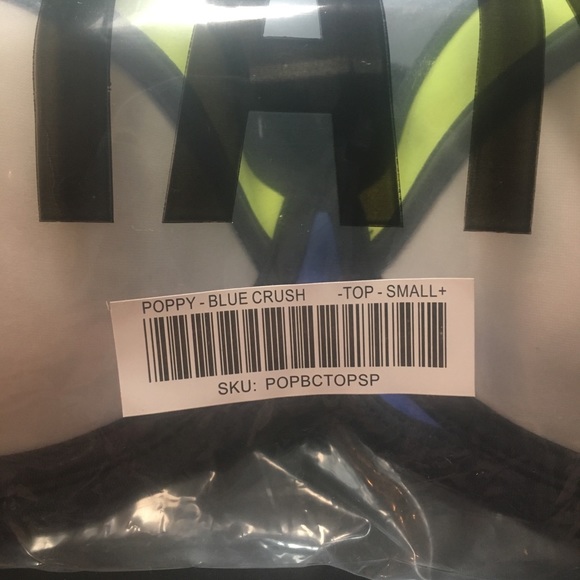 POPPY - BLUE CRUSH -TOP - SMALL+
SKU: POPBCTOPSP